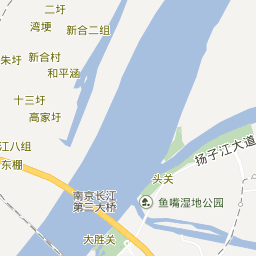 二圩
湾埂
新合二组
朱圩
新合村
和平涵
十三圩
高家圩
江八组
东棚
扬子江大道
头关
鱼嘴湿地公园
南京长江
第三大桥
大胜关